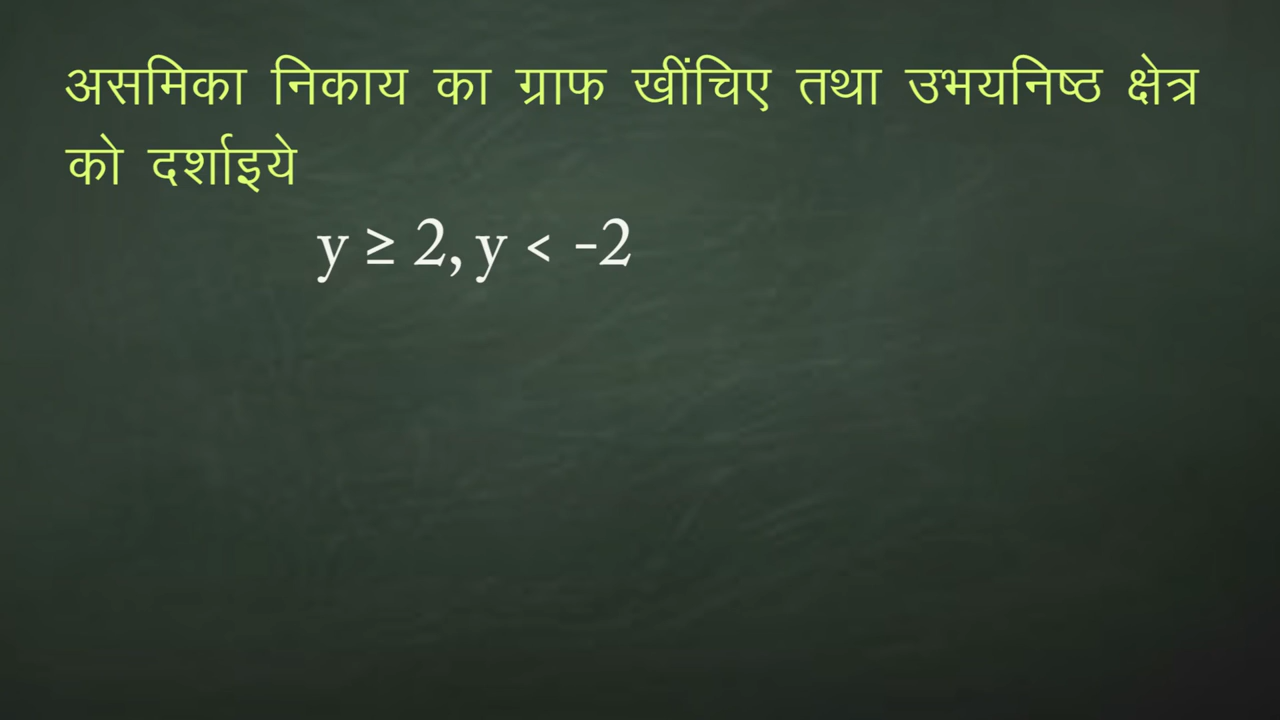 असमिका निकाय का ग्राफ खींचिए तथा उभयनिष्ठ क्षेत्र
को दर्शाइये
y ≥ 2, y < -2